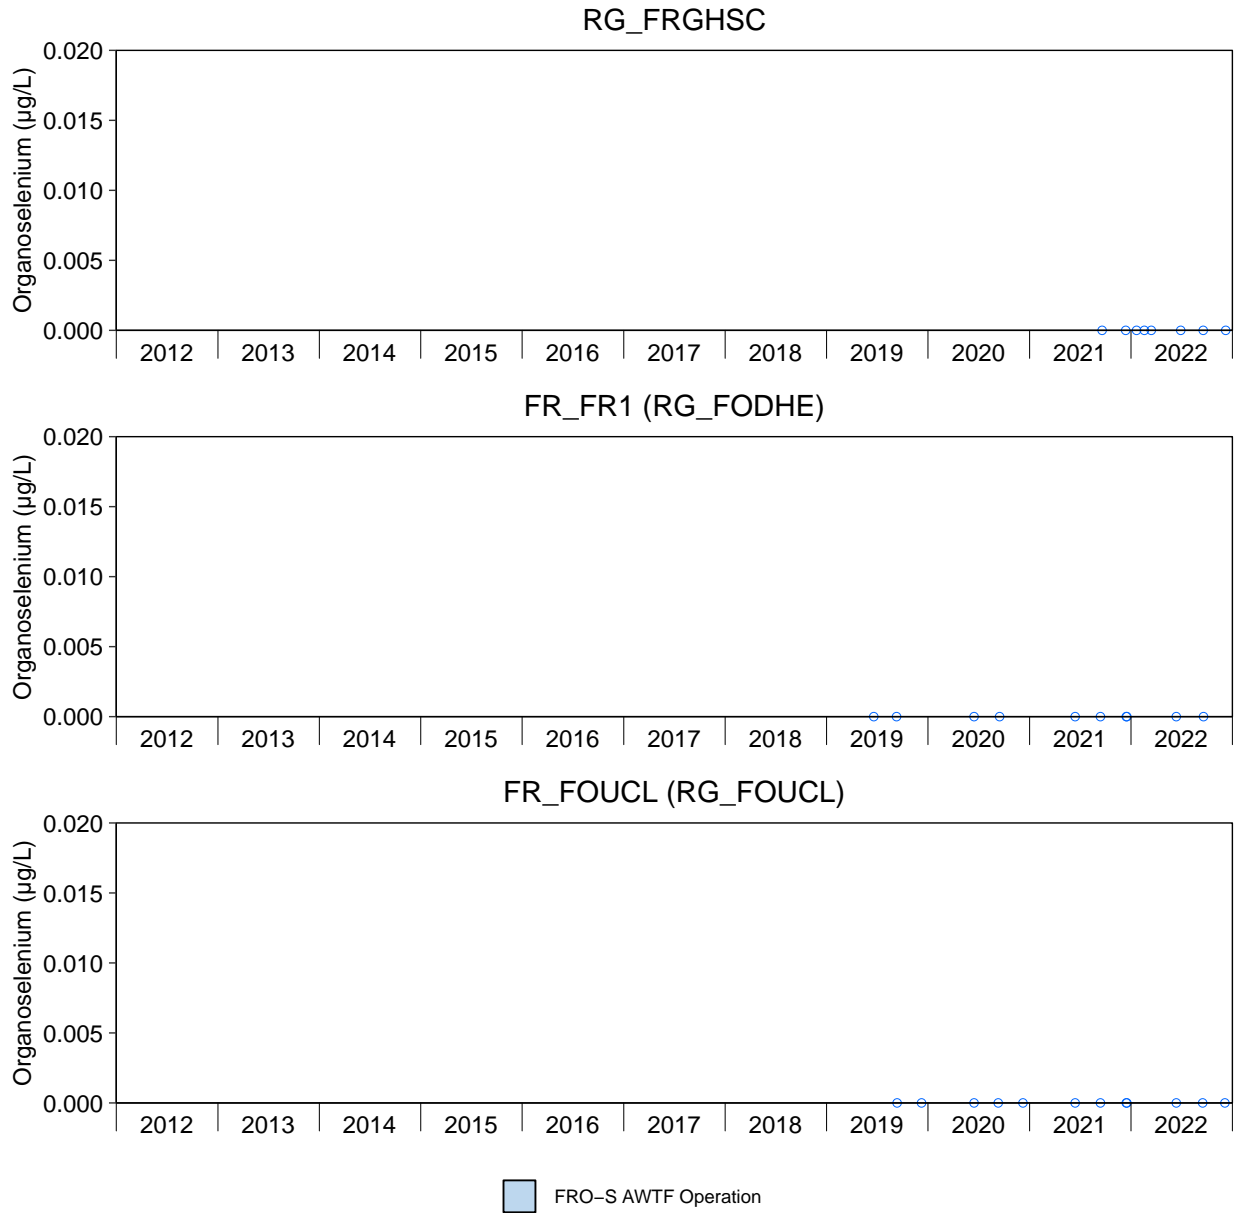 RG_FRGHSC
Organoselenium (µg/L)
0.020
0.015
0.010
0.005
0.000
2012 2013 2014 2015 2016 2017 2018 2019 2020 2021 2022
FR_FR1 (RG_FODHE)
Organoselenium (µg/L)
0.020
0.015
0.010
0.005
0.000
2012 2013 2014 2015 2016 2017 2018 2019 2020 2021 2022
FR_FOUCL (RG_FOUCL)
Organoselenium (µg/L)
0.020
0.015
0.010
0.005
0.000
2012 2013 2014 2015 2016 2017 2018 2019 2020 2021 2022
FRO−S AWTF Operation